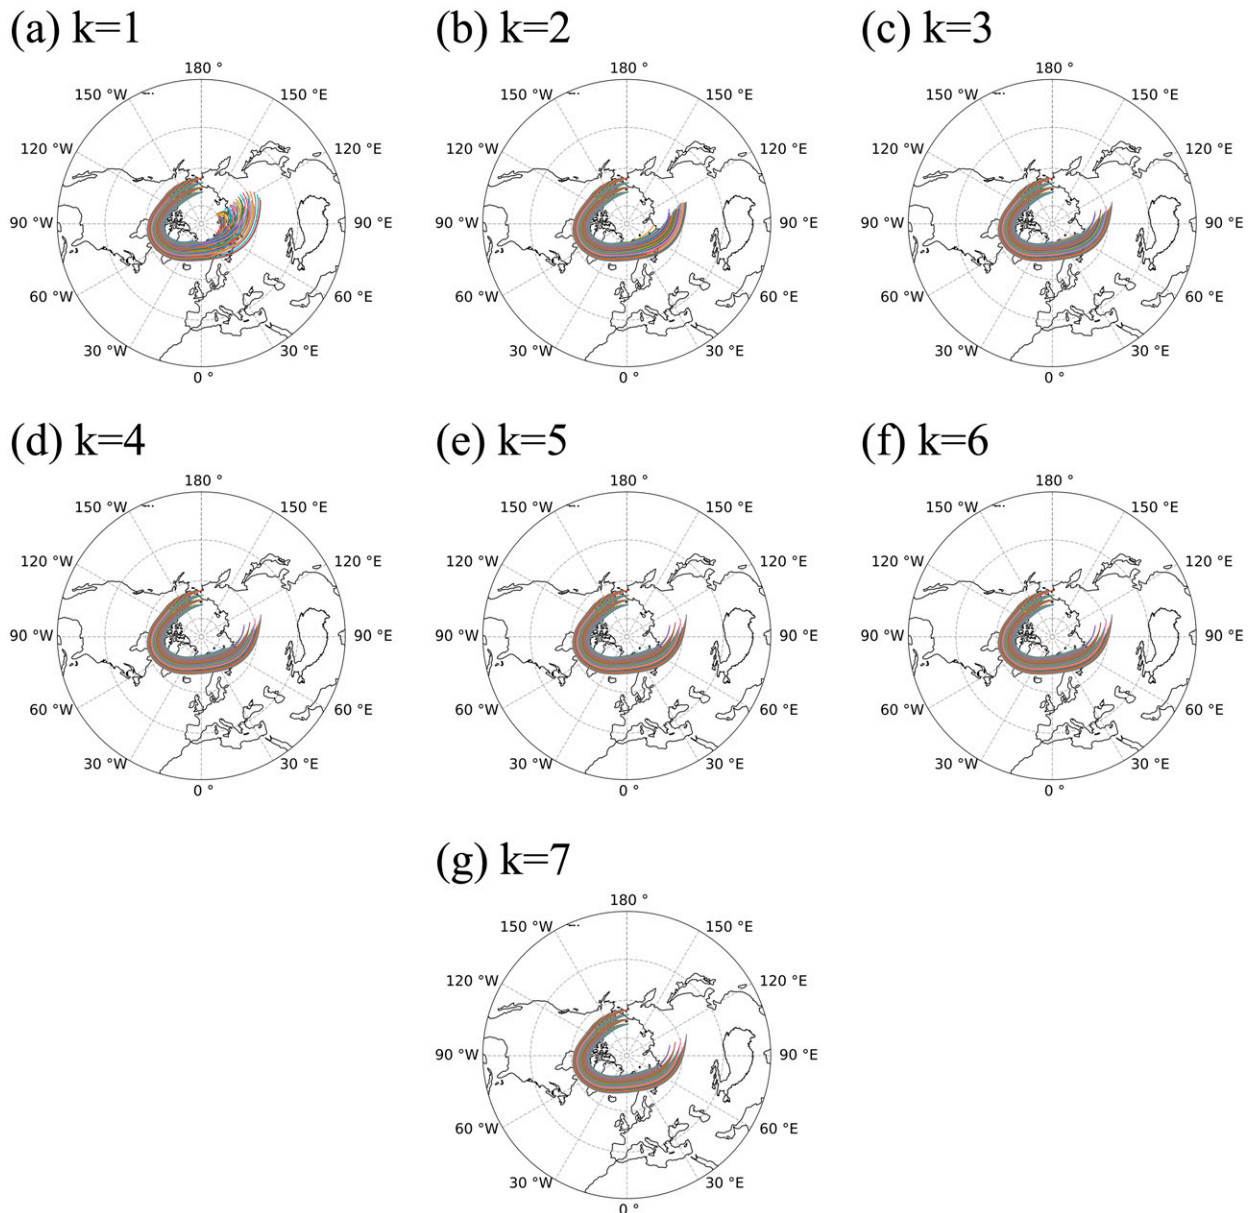 (a) k=1
(b) k=2
(c) k=3
180 °
150 °W
150 °E
120 °W
120 °E
90 °W
90 °E
60 °W
60 °E
30 °W
30 °E
0 °
180 °
150 °W
150 °E
120 °W
120 °E
90 °W
90 °E
60 °W
60 °E
30 °W
30 °E
0 °
180 °
150 °W
150 °E
120 °W
120 °E
90 °W
90 °E
60 °W
60 °E
30 °W
30 °E
0 °
(d) k=4
(e) k=5
(f) k=6
180 °
150 °W
150 °E
120 °W
120 °E
90 °W
90 °E
60 °W
60 °E
30 °W
30 °E
0 °
180 °
150 °W
150 °E
120 °W
120 °E
90 °W
90 °E
60 °W
60 °E
30 °W
30 °E
0 °
180 °
150 °W
150 °E
120 °W
120 °E
90 °W
90 °E
60 °W
60 °E
30 °W
30 °E
0 °
(g) k=7
180 °
150 °W
150 °E
120 °W
120 °E
90 °W
90 °E
60 °W
60 °E
30 °W
30 °E
0 °